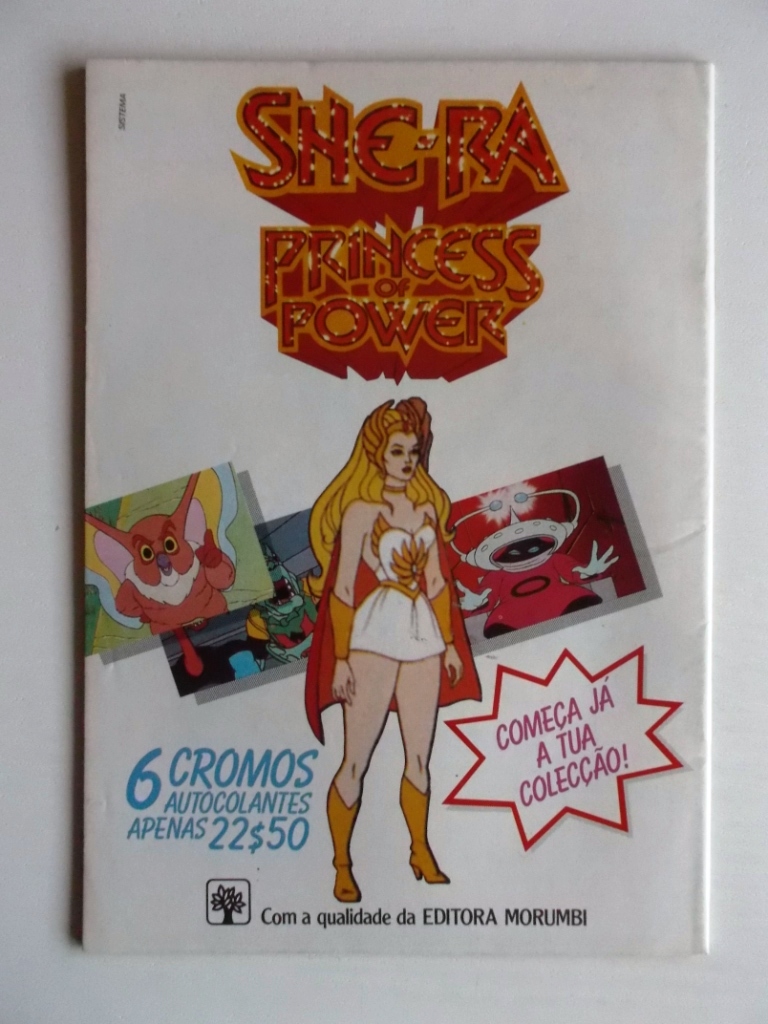 SISTEMA
SHE-RA
PRINCESS
OF
POWER
COMEÇA JÁ
A TUA
COLECÇÃO!
6 CROMOS
AUTOCOLANTES
APENAS 22$50
Com a qualidade da EDITORA MORUMBI